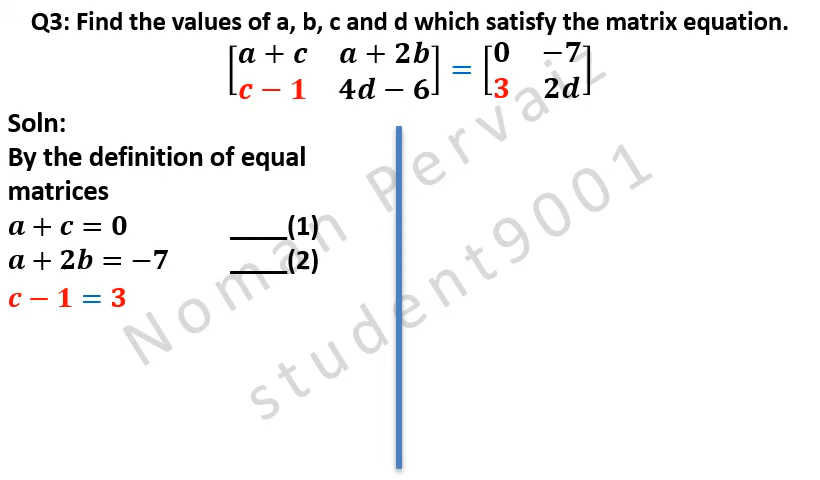 Q3: Find the values of a, b, c and d which satisfy the matrix equation.
[a + c  a + 2b] = [0  −7]
[c − 1  4d − 6]   [3  2d]
Soln:
By the definition of equal
matrices
a + c = 0 ____(1)
a + 2b = −7 ____(2)
c − 1 = 3
Noman Pervaiz
student9001